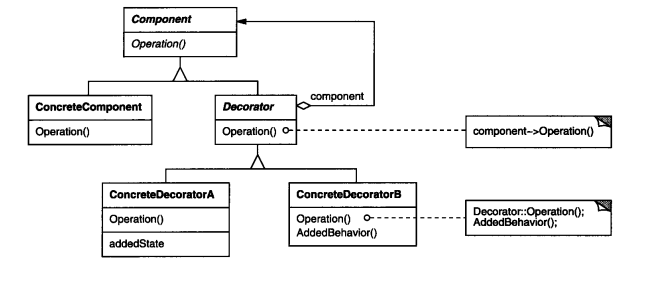 Component
Operation()
component
ConcreteComponent
Operation()
Decorator
Operation()
component->Operation()
ConcreteDecoratorA
Operation()
addedState
ConcreteDecoratorB
Operation()
AddedBehavior()
Decorator::Operation();
AddedBehavior();